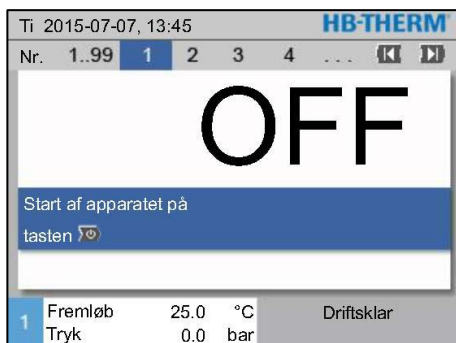 Ti 2015-07-07, 13:45 HB-THERM
Nr. 1..99 1 2 3 4 ...
OFF
Start af apparatet på
tasten
1 Fremløb 25.0 °C Driftsklar
Tryk 0.0 bar